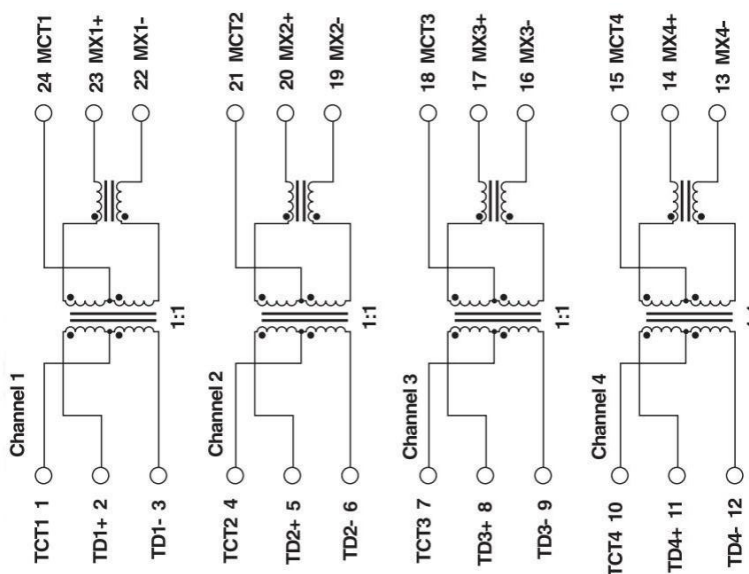 24 MCT1
23 MX1+
22 MX1-
21 MCT2
20 MX2+
19 MX2-
18 MCT3
17 MX3+
16 MX3-
15 MCT4
14 MX4+
13 MX4-
1:1
1:1
1:1
1:1
Channel 1
Channel 2
Channel 3
Channel 4
TCT1 1
TD1+ 2
TD1- 3
TCT2 4
TD2+ 5
TD2- 6
TCT3 7
TD3+ 8
TD3- 9
TCT4 10
TD4+ 11
TD4- 12